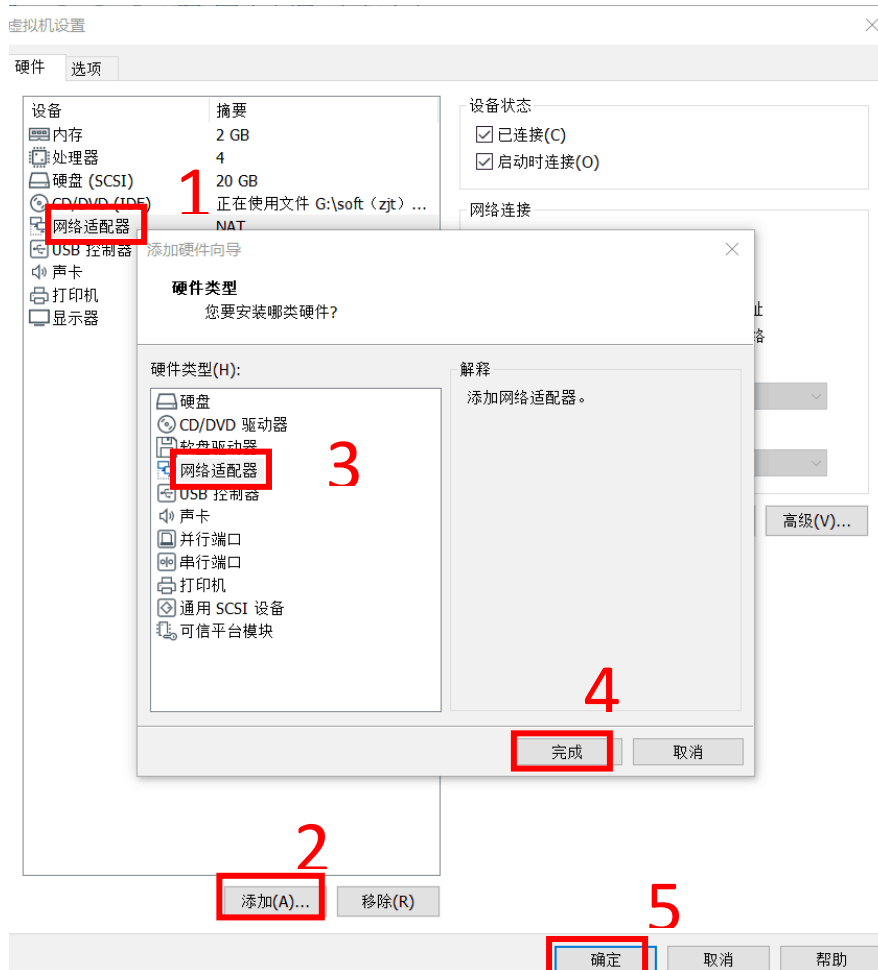 虚拟机设置
硬件 选项
设备 摘要
内存 2 GB
处理器 4
硬盘 (SCSI) 20 GB
1
CD/DVD (IDE) 正在使用文件 G:\soft（zjt）...
网络适配器 NAT
USB 控制器
声卡
打印机
显示器
设备状态
已连接(C)
启动时连接(O)
网络连接
添加硬件向导
硬件类型
您要安装哪类硬件?
硬件类型(H):
硬盘
CD/DVD 驱动器
软盘驱动器
网络适配器
3
USB 控制器
声卡
并行端口
串行端口
打印机
通用 SCSI 设备
可信平台模块
解释
添加网络适配器。
4
完成 取消
高级(V)...
2
添加(A)... 移除(R)
5
确定 取消 帮助